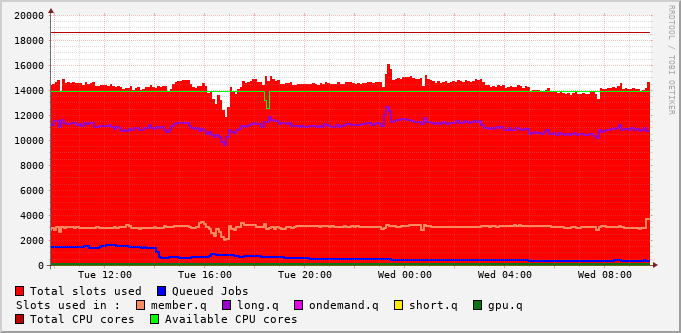 20000
18000
16000
14000
12000
10000
8000
6000
4000
2000
0
Tue 12:00 Tue 16:00 Tue 20:00 Wed 00:00 Wed 04:00 Wed 08:00
RRDTOOL / TOBI OETIKER
Total slots used Queued Jobs
Slots used in : member.q long.q ondemand.q short.q gpu.q
Total CPU cores Available CPU cores